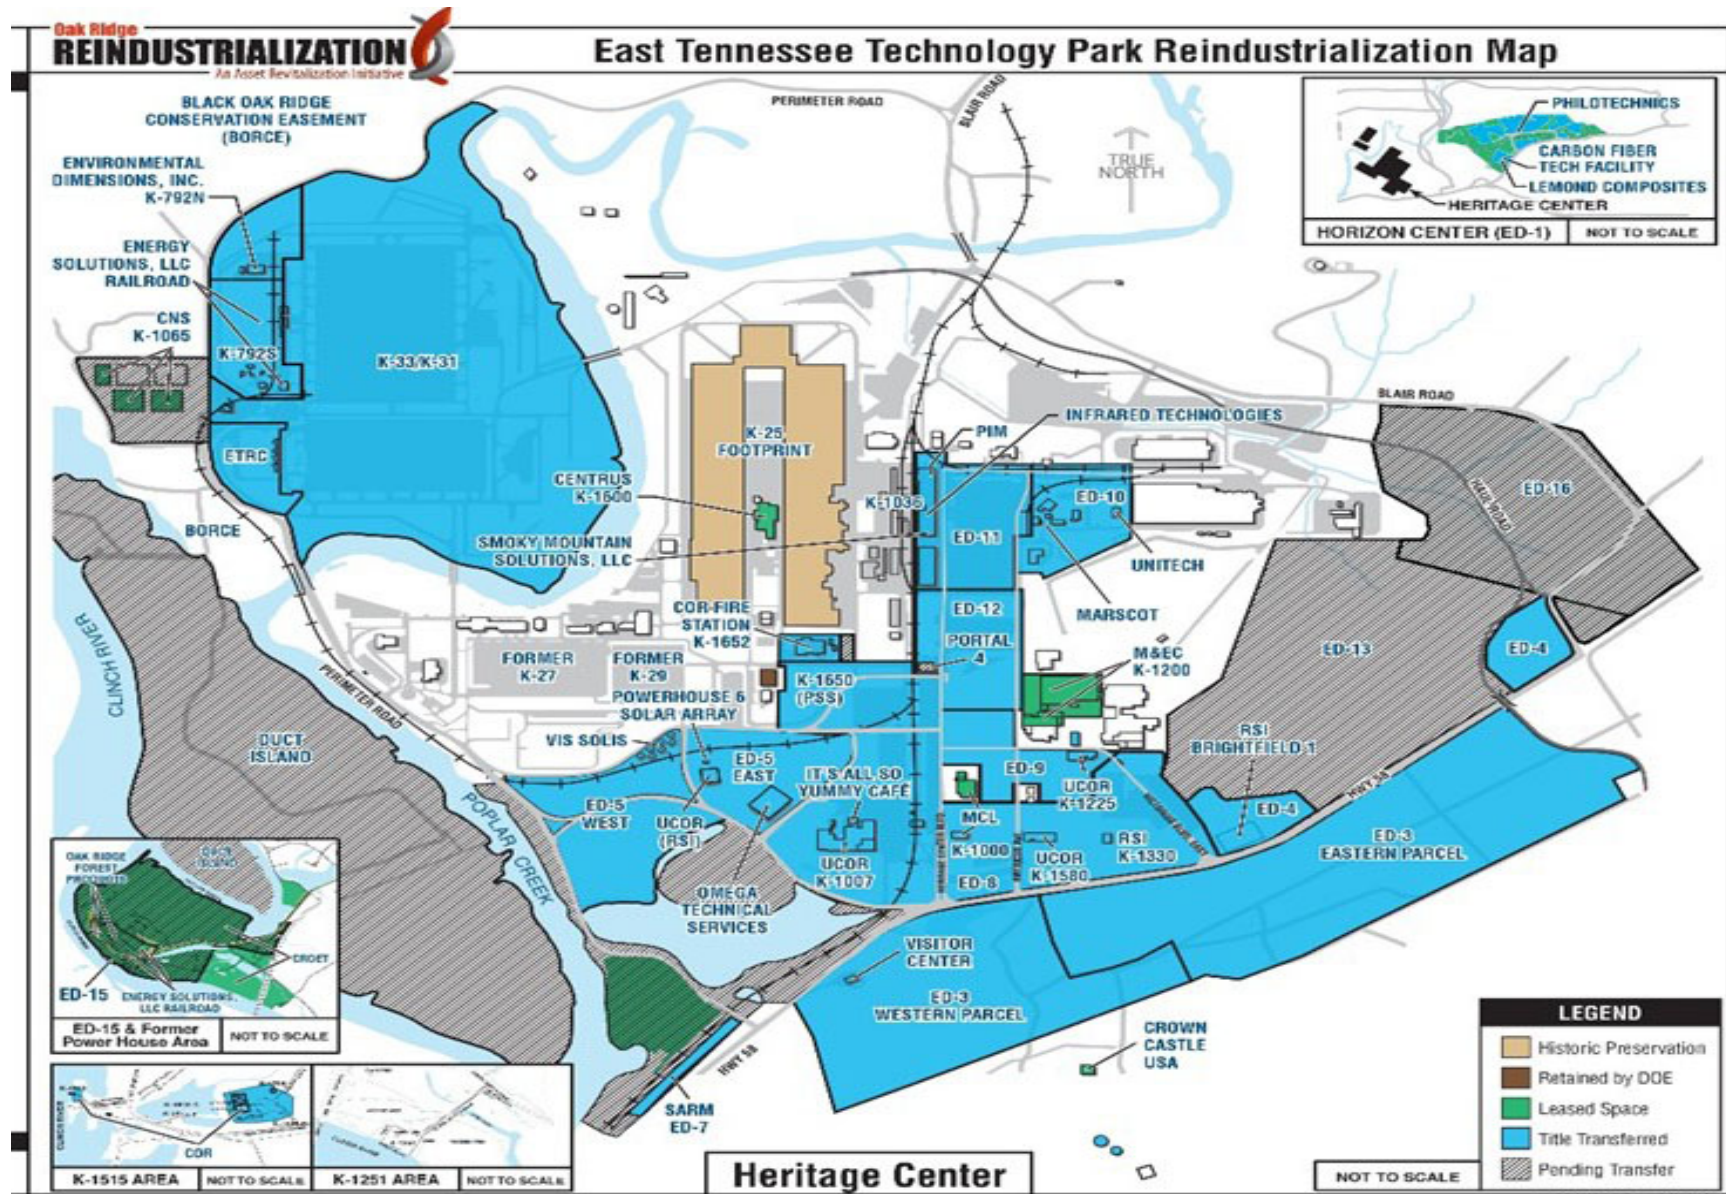 Oak Ridge
REINDUSTRIALIZATION
An Asset Revitalization Initiative
East Tennessee Technology Park Reindustrialization Map
BLACK OAK RIDGE
CONSERVATION EASEMENT
(BORCE)
PERIMETER ROAD
BLAIR ROAD
TRUE
NORTH
PHILOTECHNICS
CARBON FIBER
TECH FACILITY
LEMOND COMPOSITES
HERITAGE CENTER
HORIZON CENTER (ED-1)
NOT TO SCALE
ENVIRONMENTAL
DIMENSIONS, INC.
K-792N
ENERGY
SOLUTIONS, LLC
RAILROAD
CNS
K-1065
K-792S
K-33/K-31
ETRC
BORCE
K-25
FOOTPRINT
CENTRUS
K-1600
SMOKY MOUNTAIN
SOLUTIONS, LLC
INFRARED TECHNOLOGIES
PIM
K-1036
ED-11
ED-10
UNITECH
MARSCOT
BLAIR ROAD
HAUL ROAD
ED-16
ED-13
ED-4
COR FIRE
STATION
K-1652
ED-12
PORTAL
4
M&EC
K-1200
FORMER
K-27
FORMER
K-29
K-1650
(PSS)
POWERHOUSE 6
SOLAR ARRAY
VIS SOLIS
CLINCH RIVER
PERIMETER ROAD
DUCT
ISLAND
POPLAR CREEK
ED-5
WEST
UCOR
(RSI)
ED-5
EAST
IT'S ALL SO
YUMMY CAFÉ
UCOR
K-1007
OMEGA
TECHNICAL
SERVICES
ED-9
UCOR
K-1225
MCL
K-1000
ED-8
UCOR
K-1580
RSI
K-1330
RSI
BRIGHTFIELD 1
ED-4
HWY 58
ED-3
EASTERN PARCEL
VISITOR
CENTER
ED-3
WESTERN PARCEL
HWY 58
SARM
ED-7
CROWN
CASTLE
USA
OAK RIDGE
FOREST
PRODUCTS
DUCT
ISLAND
CROET
ED-15
ENERGY SOLUTIONS,
LLC RAILROAD
ED-15 & Former
Power House Area
NOT TO SCALE
CLINCH RIVER
COR
K-1515 AREA
NOT TO SCALE
K-1251 AREA
NOT TO SCALE
Heritage Center
NOT TO SCALE
LEGEND
Historic Preservation
Retained by DOE
Leased Space
Title Transferred
Pending Transfer